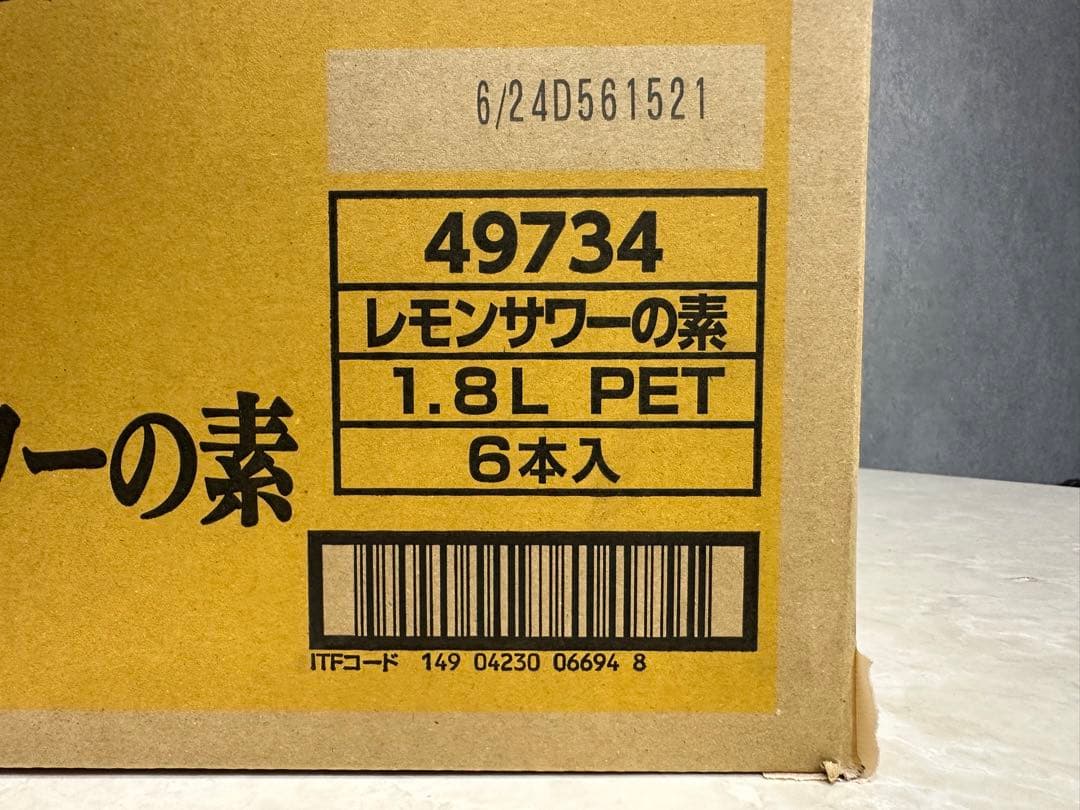 6/24D561521
49734
レモンサワーの素
1.8L PET
6本入
ワーの素
ITFコード 149 04230 06694 8